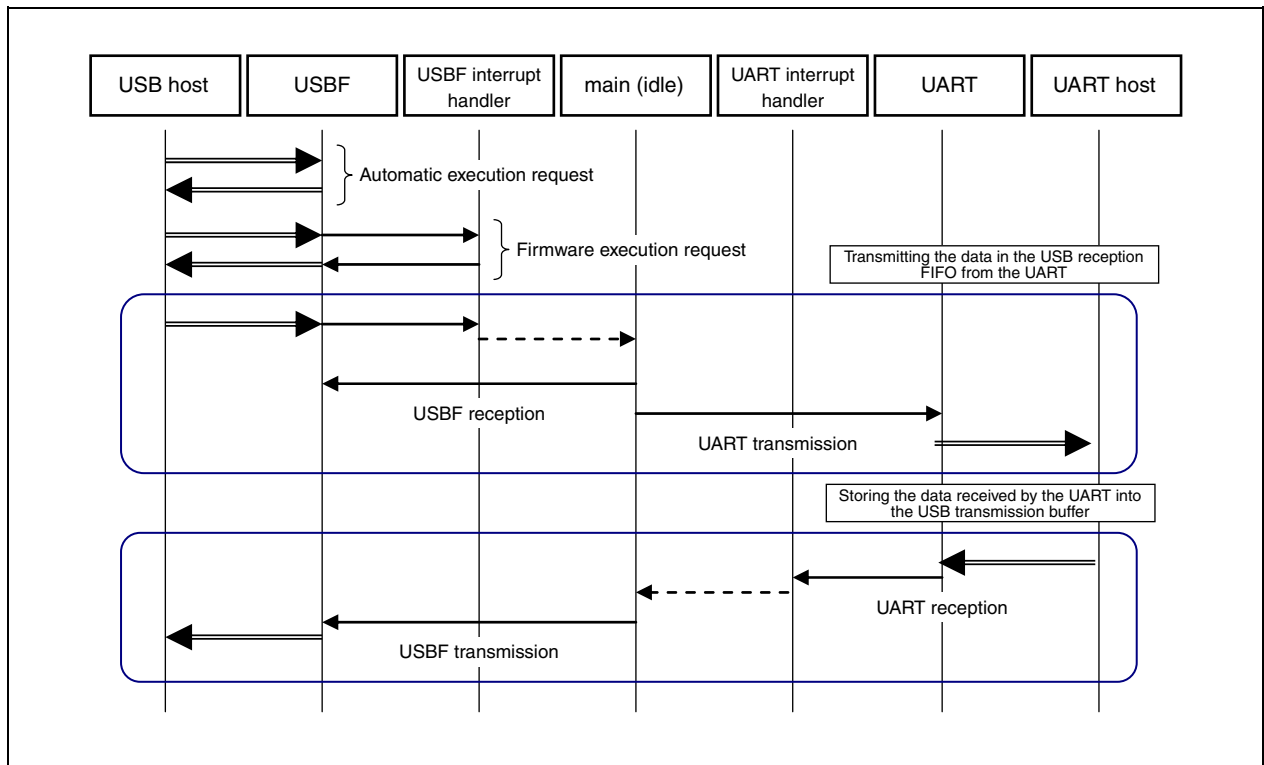 USB host
USBF
USBF interrupt
handler
main (idle)
UART interrupt
handler
UART
UART host
Automatic execution request
Firmware execution request
Transmitting the data in the USB reception
FIFO from the UART
USBF reception
UART transmission
Storing the data received by the UART into
the USB transmission buffer
UART reception
USBF transmission